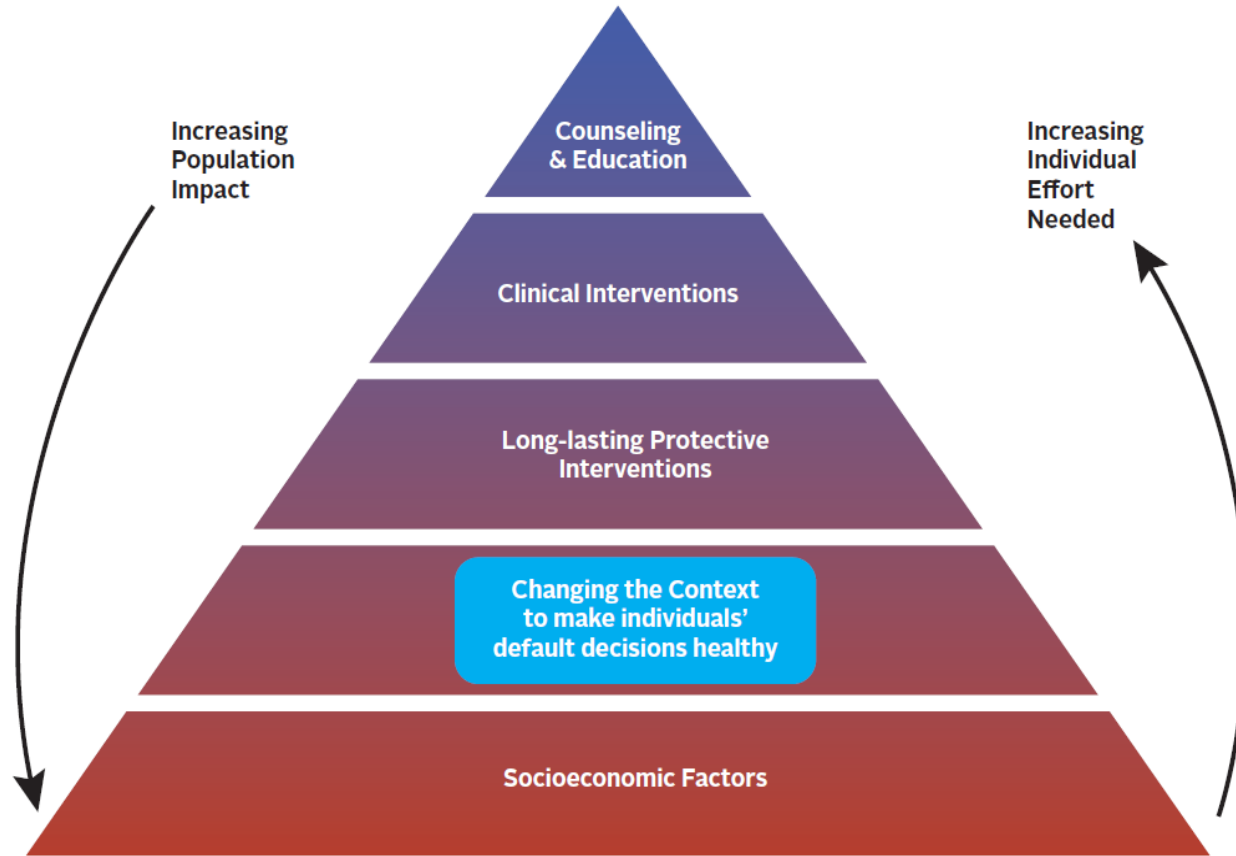 Increasing
Population
Impact
Counseling
& Education
Increasing
Individual
Effort
Needed
Clinical Interventions
Long-lasting Protective
Interventions
Changing the Context
to make individuals’
default decisions healthy
Socioeconomic Factors